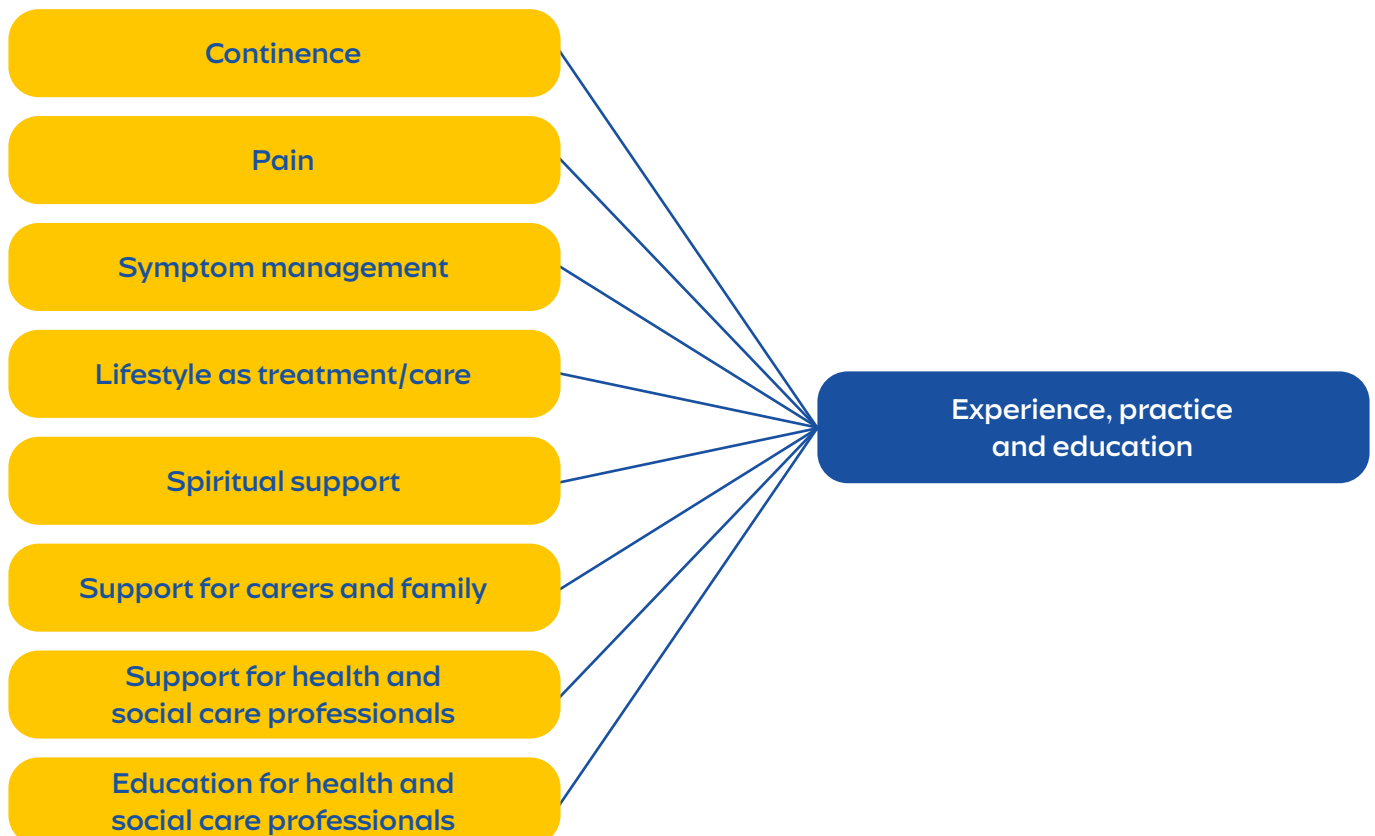 Continence
Pain
Symptom management
Lifestyle as treatment/care
Spiritual support
Support for carers and family
Support for health and
social care professionals
Education for health and
social care professionals
Experience, practice
and education